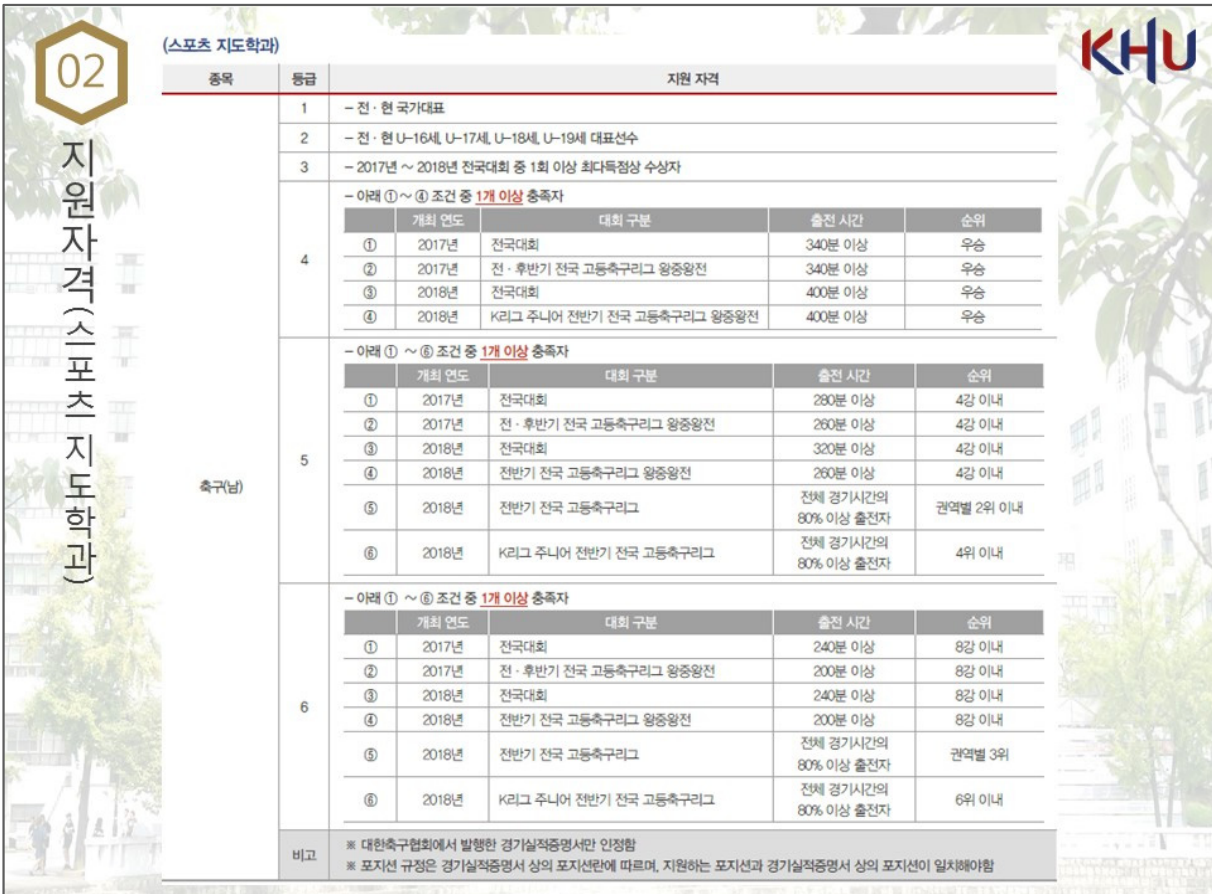 02
지원자격(스포츠 지도학과)
KHU
(스포츠 지도학과)
종목 등급 지원 자격
축구(남)
1 - 전·현 국가대표
2 - 전·현 U-16세, U-17세, U-18세, U-19세 대표선수
3 - 2017년 ~ 2018년 전국대회 중 1회 이상 최다득점상 수상자
4 - 아래 ① ~ ④ 조건 중 1개 이상 충족자
개최 연도 대회 구분 출전 시간 순위
① 2017년 전국대회 340분 이상 우승
② 2017년 전·후반기 전국 고등축구리그 왕중왕전 340분 이상 우승
③ 2018년 전국대회 400분 이상 우승
④ 2018년 K리그 주니어 전반기 전국 고등축구리그 왕중왕전 400분 이상 우승
5 - 아래 ① ~ ⑥ 조건 중 1개 이상 충족자
개최 연도 대회 구분 출전 시간 순위
① 2017년 전국대회 280분 이상 4강 이내
② 2017년 전·후반기 전국 고등축구리그 왕중왕전 260분 이상 4강 이내
③ 2018년 전국대회 320분 이상 4강 이내
④ 2018년 전반기 전국 고등축구리그 왕중왕전 260분 이상 4강 이내
⑤ 2018년 전반기 전국 고등축구리그 전체 경기시간의 80% 이상 출전자 권역별 2위 이내
⑥ 2018년 K리그 주니어 전반기 전국 고등축구리그 전체 경기시간의 80% 이상 출전자 4위 이내
6 - 아래 ① ~ ⑥ 조건 중 1개 이상 충족자
개최 연도 대회 구분 출전 시간 순위
① 2017년 전국대회 240분 이상 8강 이내
② 2017년 전·후반기 전국 고등축구리그 왕중왕전 200분 이상 8강 이내
③ 2018년 전국대회 240분 이상 8강 이내
④ 2018년 전반기 전국 고등축구리그 왕중왕전 200분 이상 8강 이내
⑤ 2018년 전반기 전국 고등축구리그 전체 경기시간의 80% 이상 출전자 권역별 3위
⑥ 2018년 K리그 주니어 전반기 전국 고등축구리그 전체 경기시간의 80% 이상 출전자 6위 이내
비고 ※ 대한축구협회에서 발행한 경기실적증명서만 인정함
※ 포지션 규정은 경기실적증명서 상의 포지션란에 따르며, 지원하는 포지션과 경기실적증명서 상의 포지션이 일치해야함